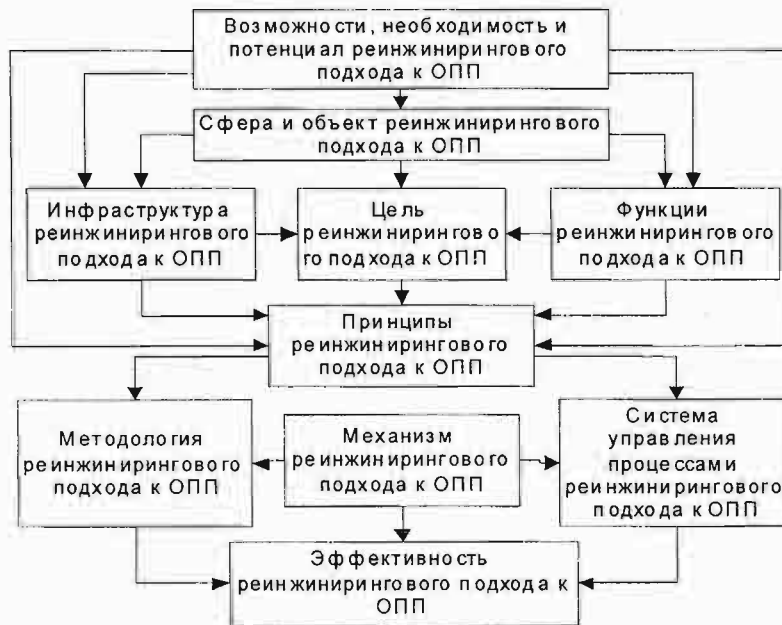 Возможности, необходимость и
потенциал реинжинирингового
подхода к ОПП
Сфера и объект реинжинирингового
подхода к ОПП
Инфраструктура
реинжинирингового
подхода к ОПП
Цель
реинжинирингово
го подхода к ОПП
Функции
реинжинирингового
подхода к ОПП
Принципы
реинжинирингового
подхода к ОПП
Методология
реинжинирингового
подхода к ОПП
Механизм
реинжинирингового
подхода к ОПП
Система
управления
процессами
реинжинирингового
подхода к ОПП
Эффективность
реинжинирингового подхода к
ОПП